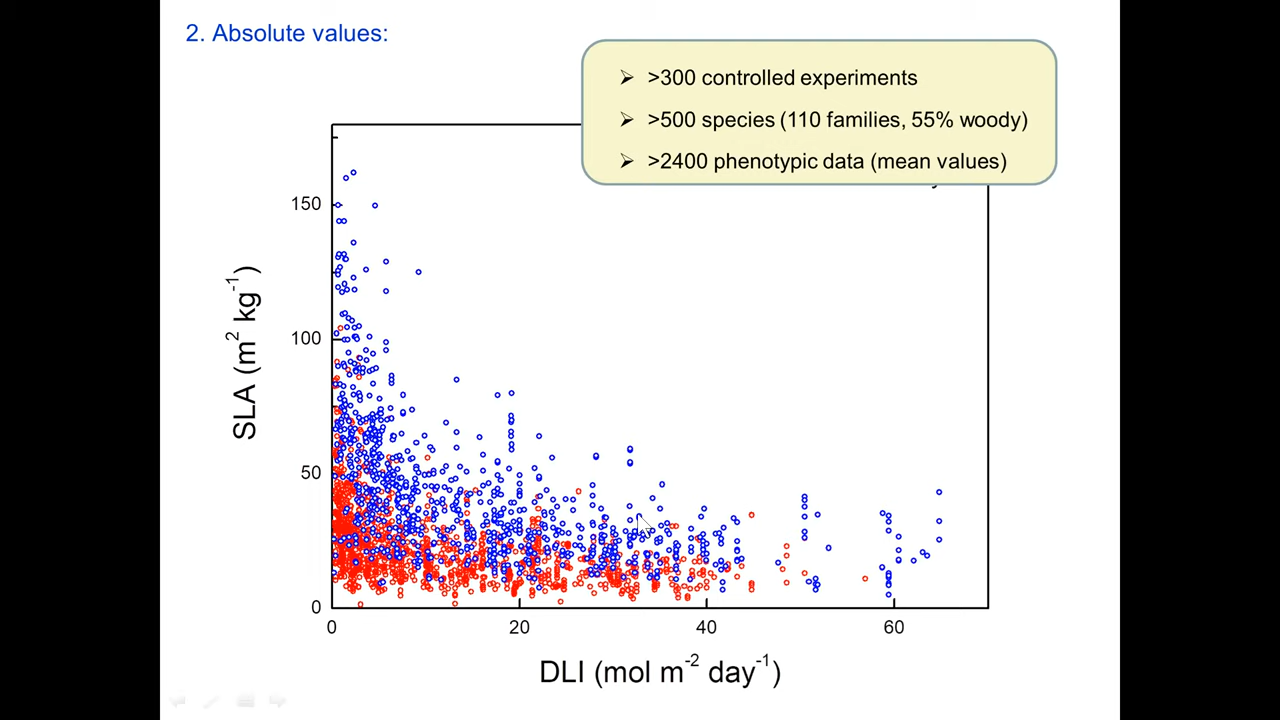 2. Absolute values:
➢ >300 controlled experiments
➢ >500 species (110 families, 55% woody)
➢ >2400 phenotypic data (mean values)
150
100
50
0
0 20 40 60
SLA (m² kg⁻¹)
DLI (mol m⁻² day⁻¹)